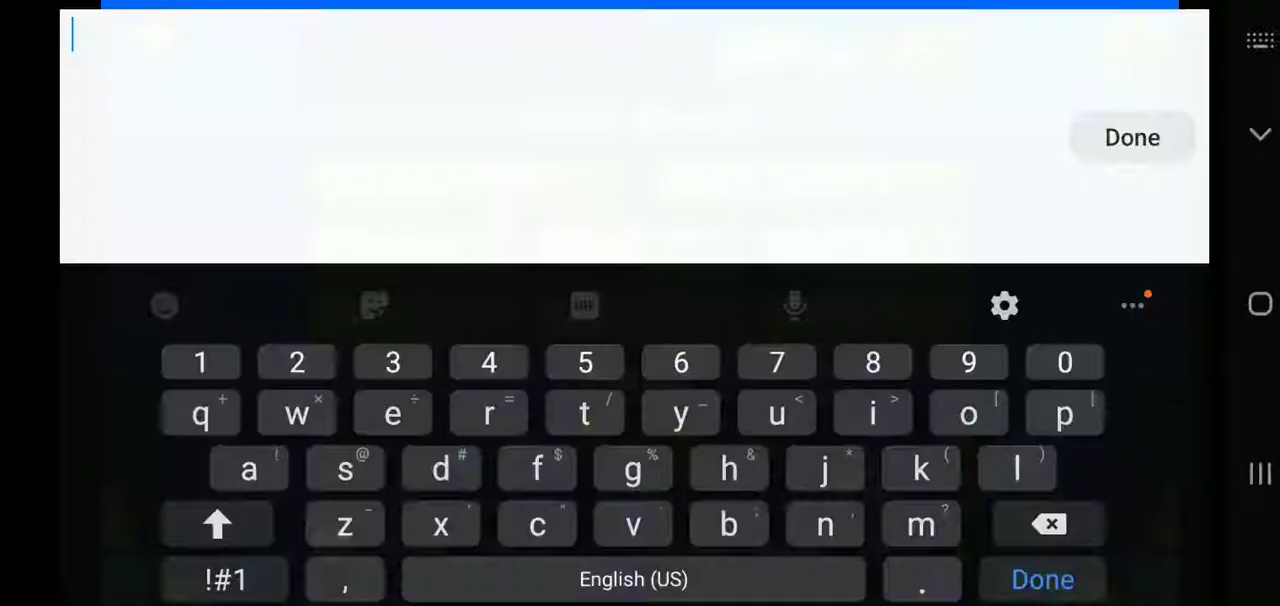 Done
1 2 3 4 5 6 7 8 9 0
q + w × e ÷ r = t / y _ u < i > o [ p ]
a ! s @ d # f $ g % h & j * k ( l )
z - x ' c " v b ; n , m ?
!#1 , English (US) . Done